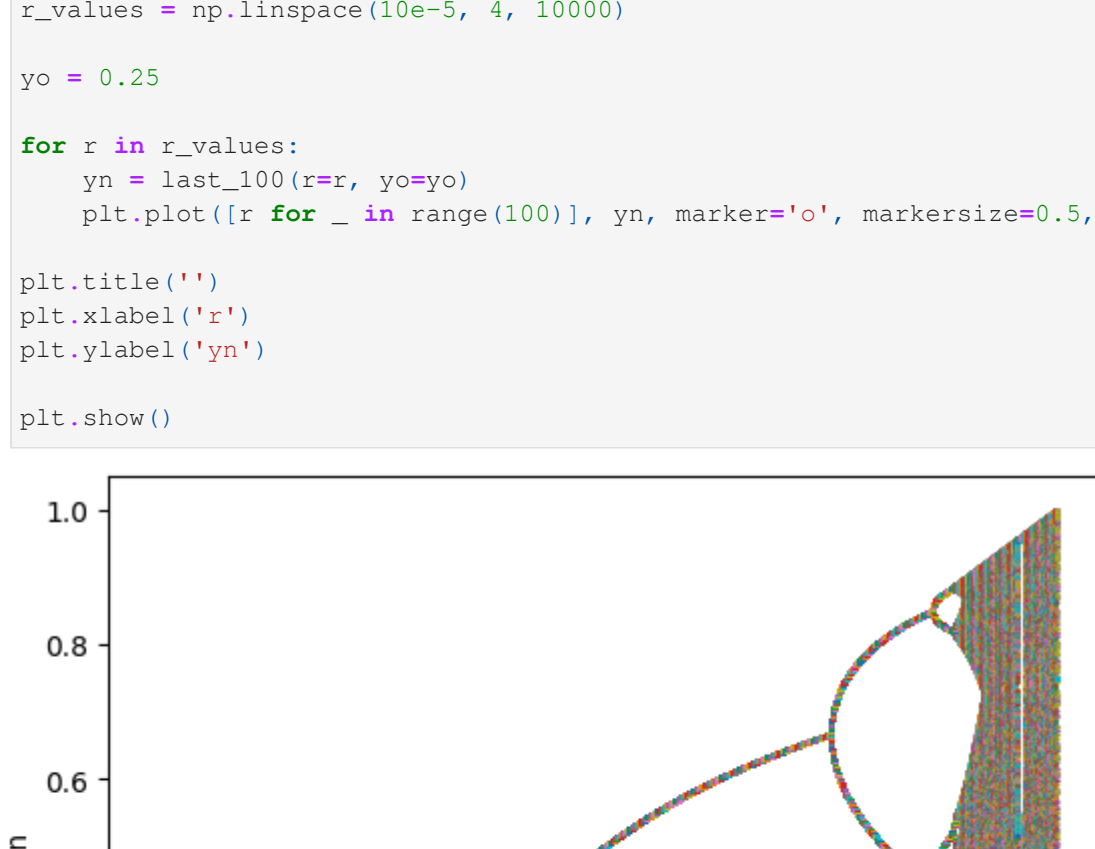 r_values = np.linspace(10e-5, 4, 10000)
yo = 0.25
for r in r_values:
    yn = last_100(r=r, yo=yo)
    plt.plot([r for _ in range(100)], yn, marker='o', markersize=0.5,
plt.title('')
plt.xlabel('r')
plt.ylabel('yn')
plt.show()
1.0
0.8
0.6
n